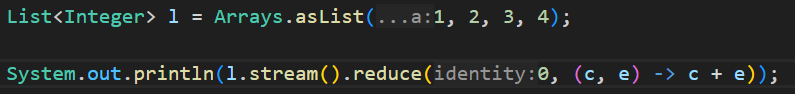 List<Integer> l = Arrays.asList(...a:1, 2, 3, 4);
System.out.println(l.stream().reduce(identity:0, (c, e) -> c + e));